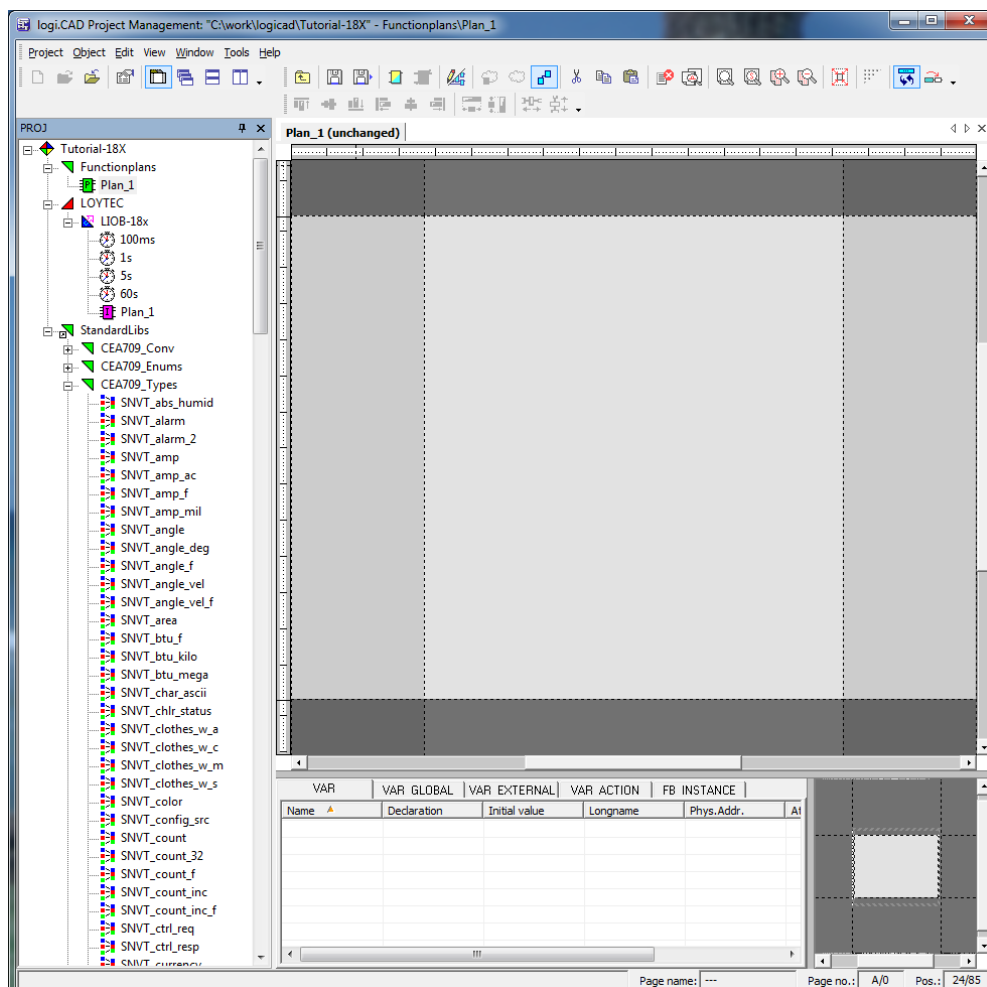 logi.CAD Project Management: "C:\work\logicad\Tutorial-18X" - Functionplans\Plan_1
Project Object Edit View Window Tools Help
PROJ
Plan_1 (unchanged)
Tutorial-18X
Functionplans
Plan_1
LOYTEC
LIOB-18x
100ms
1s
5s
60s
Plan_1
StandardLibs
CEA709_Conv
CEA709_Enums
CEA709_Types
SNVT_abs_humid
SNVT_alarm
SNVT_alarm_2
SNVT_amp
SNVT_amp_ac
SNVT_amp_f
SNVT_amp_mil
SNVT_angle
SNVT_angle_deg
SNVT_angle_f
SNVT_angle_vel
SNVT_angle_vel_f
SNVT_area
SNVT_btu_f
SNVT_btu_kilo
SNVT_btu_mega
SNVT_char_ascii
SNVT_chlr_status
SNVT_clothes_w_a
SNVT_clothes_w_c
SNVT_clothes_w_m
SNVT_clothes_w_s
SNVT_color
SNVT_config_src
SNVT_count
SNVT_count_32
SNVT_count_f
SNVT_count_inc
SNVT_count_inc_f
SNVT_ctrl_req
SNVT_ctrl_resp
SNVT_currency
VAR VAR GLOBAL VAR EXTERNAL VAR ACTION FB INSTANCE
Name Declaration Initial value Longname Phys.Addr.
Page name: --- Page no.: A/0 Pos.: 24/85